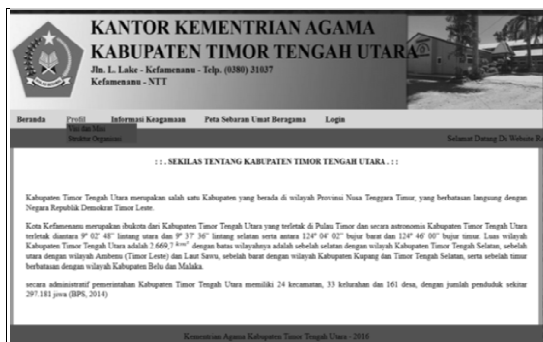 KANTOR KEMENTRIAN AGAMA
KABUPATEN TIMOR TENGAH UTARA
Jln. L. Lake - Kefamenanu - Telp. (0380) 31037
Kefamenanu - NTT
Beranda Profil Informasi Keagamaan Peta Sebaran Umat Beragama Login
Visi dan Misi
Struktur Organisasi
Selamat Datang Di Website
: : . SEKILAS TENTANG KABUPATEN TIMOR TENGAH UTARA . : :
Kabupaten Timor Tengah Utara merupakan salah satu Kabupaten yang berada di wilayah Provinsi Nusa Tenggara Timur, yang berbatasan langsung dengan
Negara Republik Demokrat Timor Leste.
Kota Kefamenanu merupakan ibukota dari Kabupaten Timor Tengah Utara yang terletak di Pulau Timor dan secara astronomis Kabupaten Timor Tengah Utara
terletak diantara 9° 02' 48" lintang utara dan 9° 37' 36" lintang selatan serta antara 124° 04' 02" bujur barat dan 124° 46' 00" bujur timur. Luas wilayah
Kabupaten Timor Tengah Utara adalah 2.669,7 km² dengan batas wilayahnya adalah sebelah selatan dengan wilayah Kabupaten Timor Tengah Selatan, sebelah
utara dengan wilayah Ambenu (Timor Leste) dan Laut Sawu, sebelah barat dengan wilayah Kabupaten Kupang dan Timor Tengah Selatan, serta sebelah timur
berbatasan dengan wilayah Kabupaten Belu dan Malaka.
secara administratif pemerintahan Kabupaten Timor Tengah Utara memiliki 24 kecamatan, 33 kelurahan dan 161 desa, dengan jumlah penduduk sekitar
297.181 jiwa (BPS, 2014)
Kementrian Agama Kabupaten Timor Tengah Utara - 2016